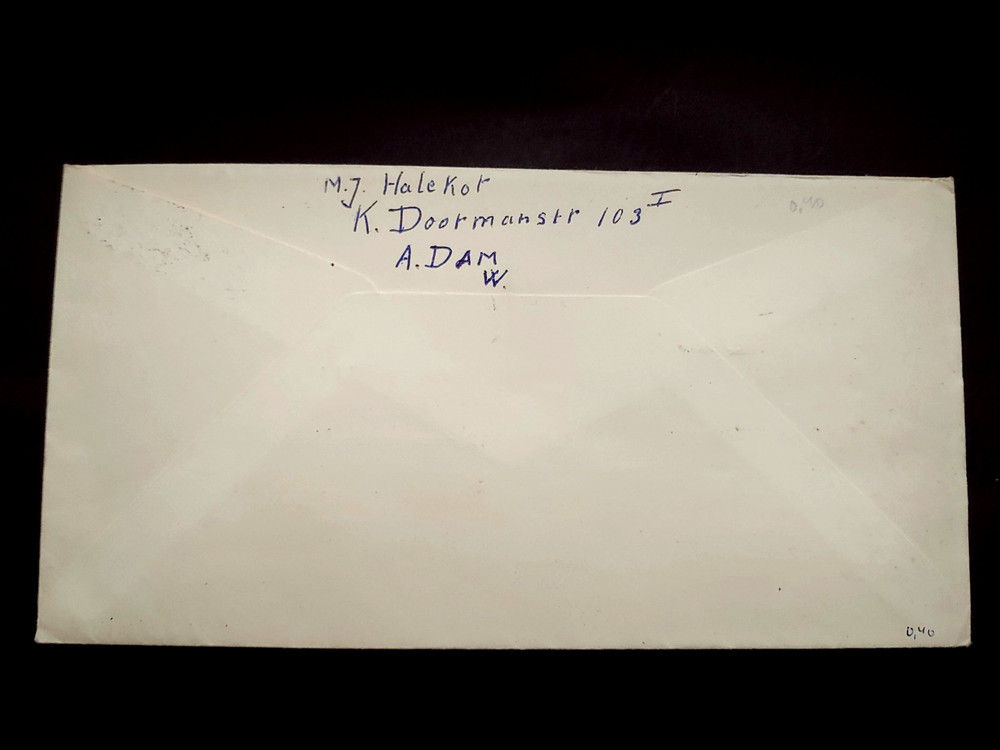 M.J. Halekor
K. Doormanstr 103 I
A.DAM
W.
0,40
0,40